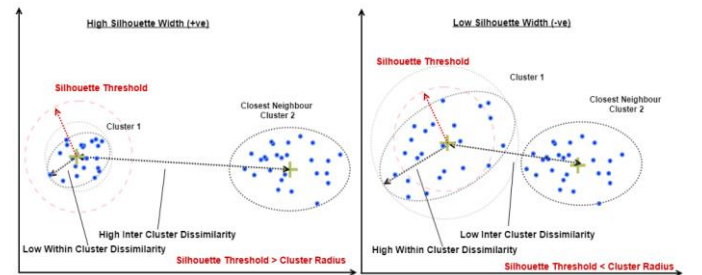 High Silhouette Width (+ve)
Silhouette Threshold
Cluster 1
Closest Neighbour
Cluster 2
High Inter Cluster Dissimilarity
Low Within Cluster Dissimilarity
Silhouette Threshold > Cluster Radius
Low Silhouette Width (-ve)
Silhouette Threshold
Cluster 1
Closest Neighbour
Cluster 2
Low Inter Cluster Dissimilarity
High Within Cluster Dissimilarity
Silhouette Threshold < Cluster Radius